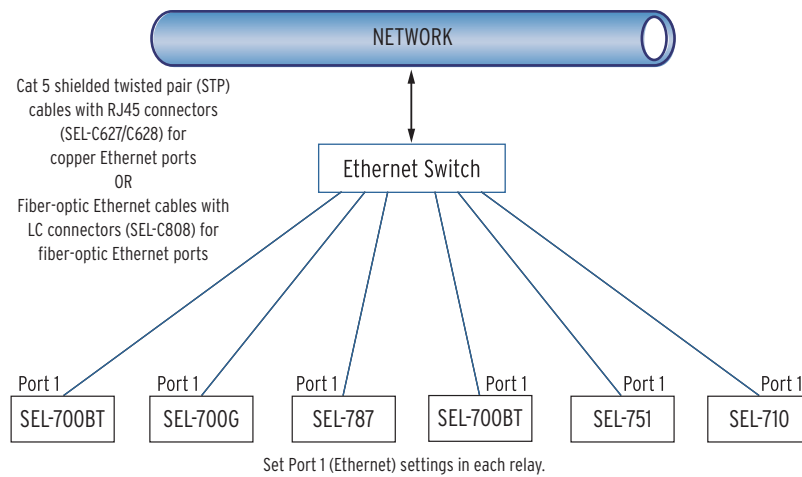 NETWORK
Cat 5 shielded twisted pair (STP)
cables with RJ45 connectors
(SEL-C627/C628) for
copper Ethernet ports
OR
Fiber-optic Ethernet cables with
LC connectors (SEL-C808) for
fiber-optic Ethernet ports
Ethernet Switch
Port 1 Port 1 Port 1 Port 1 Port 1 Port 1
SEL-700BT SEL-700G SEL-787 SEL-700BT SEL-751 SEL-710
Set Port 1 (Ethernet) settings in each relay.